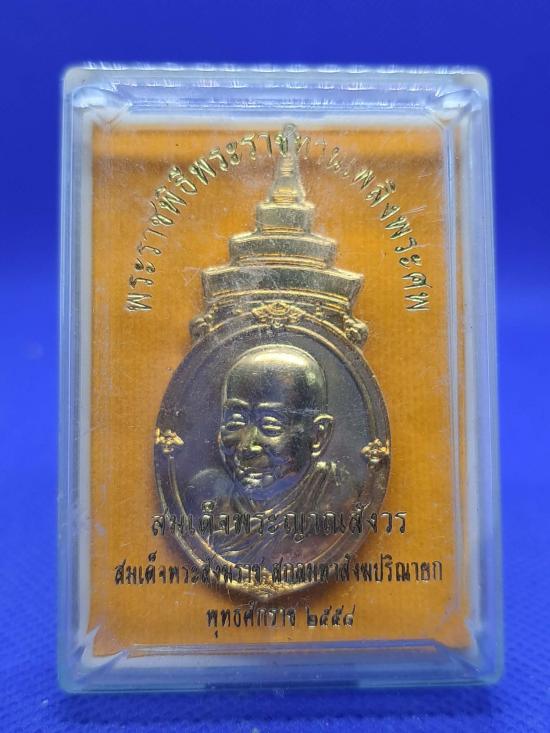 พระราชพิธีพระราชทานเพลิงพระศพ
สมเด็จพระญาณสังวร
สมเด็จพระสังฆราช สกลมหาสังฆปริณายก
พุทธศักราช ๒๕๕๘